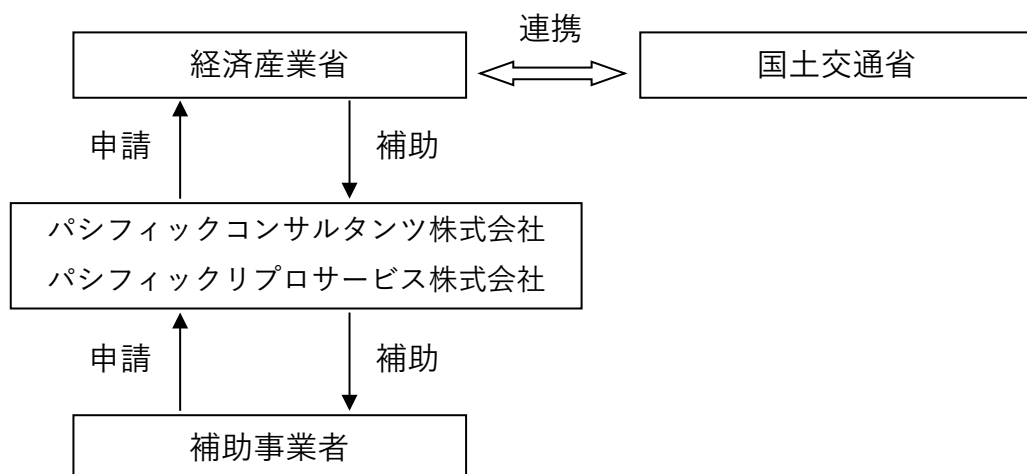 連携
経済産業省
国土交通省
申請
補助
パシフィックコンサルタンツ株式会社
パシフィックリプロサービス株式会社
申請
補助
補助事業者